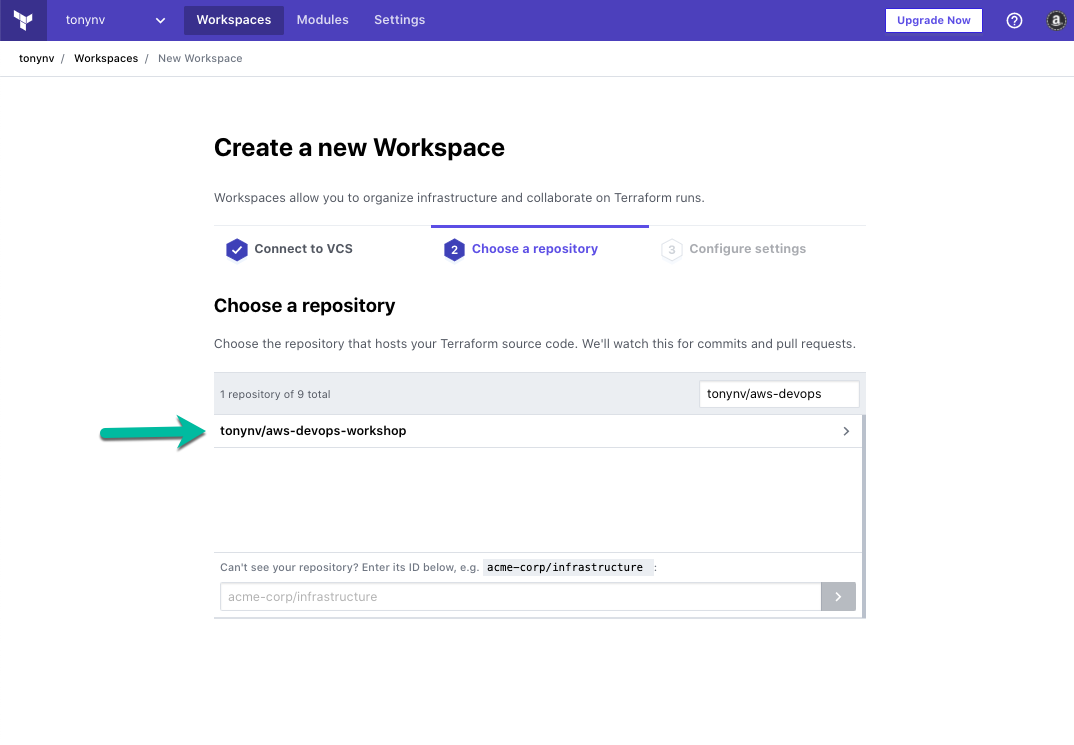 tonynv Workspaces Modules Settings Upgrade Now ? a
tonynv / Workspaces / New Workspace
Create a new Workspace
Workspaces allow you to organize infrastructure and collaborate on Terraform runs.
Connect to VCS 2 Choose a repository 3 Configure settings
Choose a repository
Choose the repository that hosts your Terraform source code. We'll watch this for commits and pull requests.
1 repository of 9 total tonynv/aws-devops
tonynv/aws-devops-workshop
Can't see your repository? Enter its ID below, e.g. acme-corp/infrastructure :
acme-corp/infrastructure